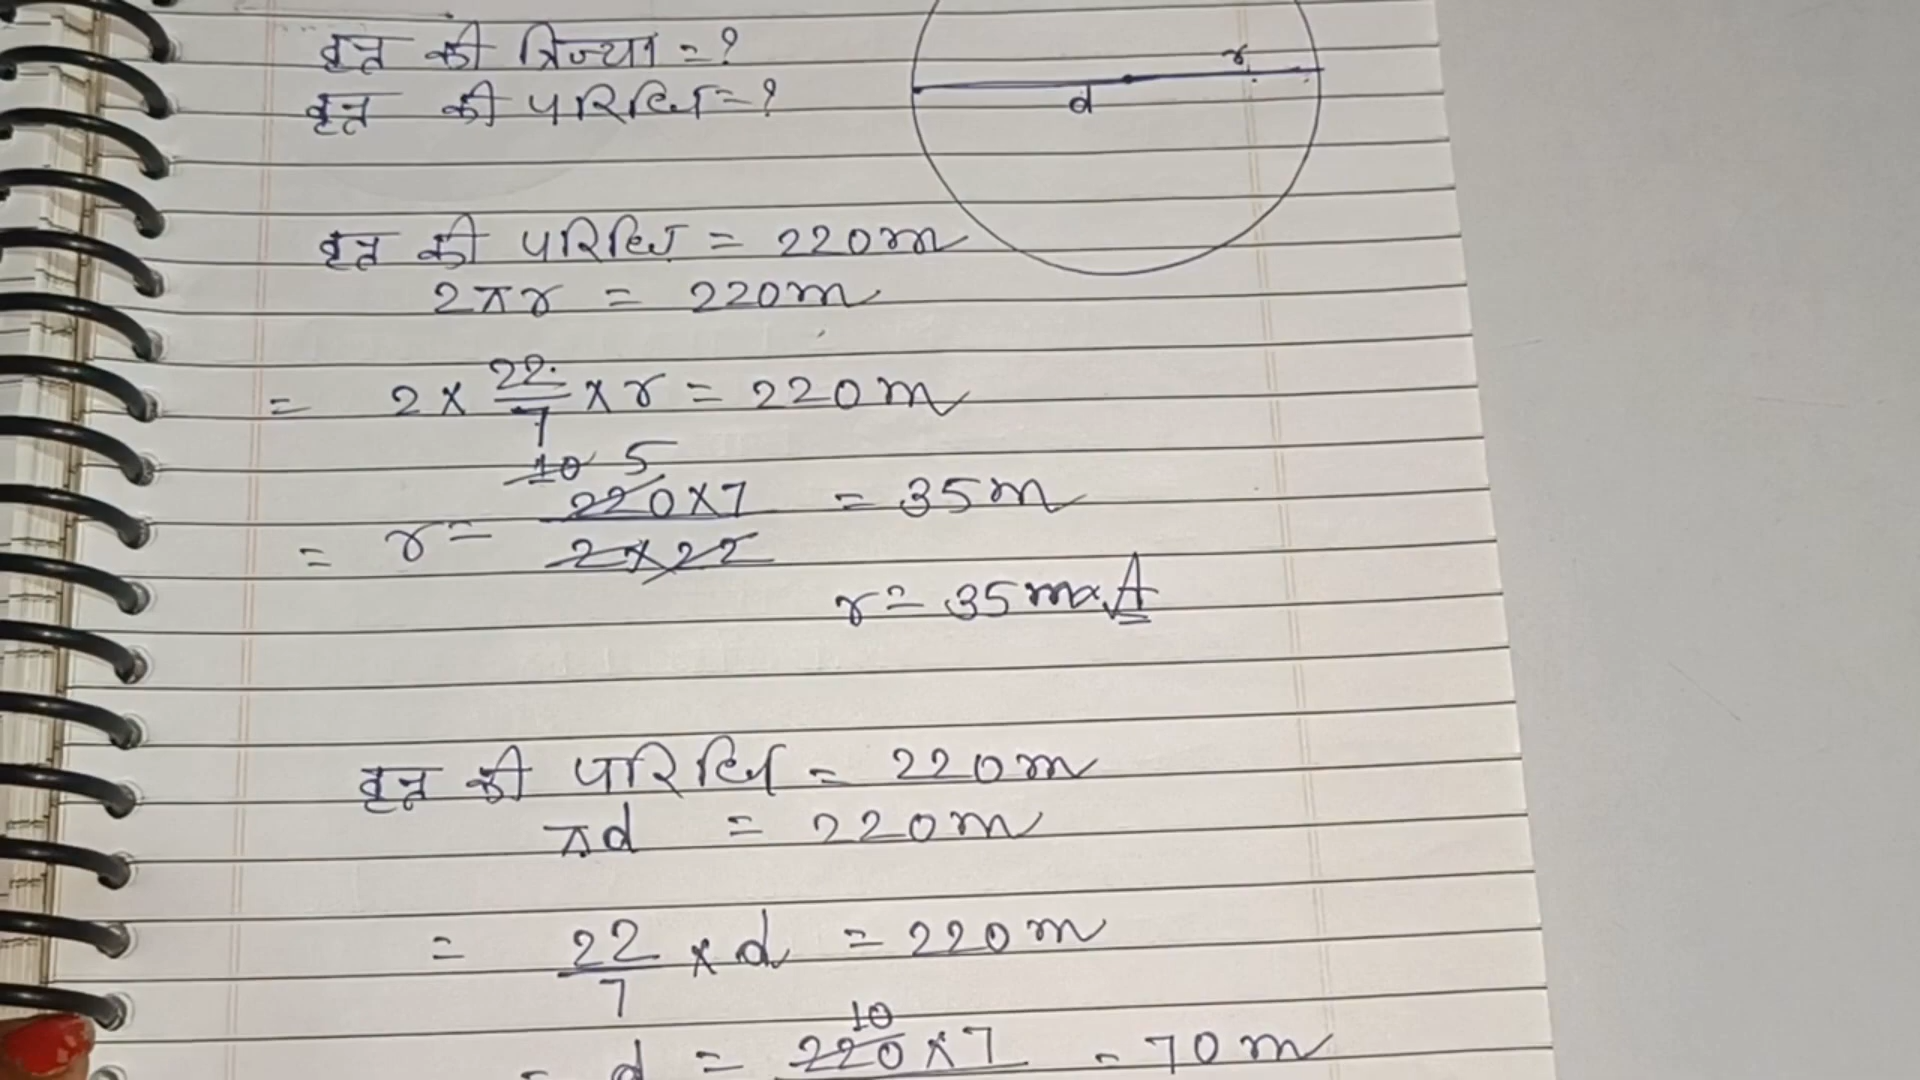 वृत्त की त्रिज्या = ?
वृत्त की परिधि = ?
r
d
वृत्त की परिधि = 220m
2πr = 220m
= 2 × 22/7 × r = 220m
10 5
= r = 220×7 / 2×22 = 35m
r = 35m A
वृत्त की परिधि = 220m
πd = 220m
= 22/7 × d = 220m
10
= d = 220×7 = 70m